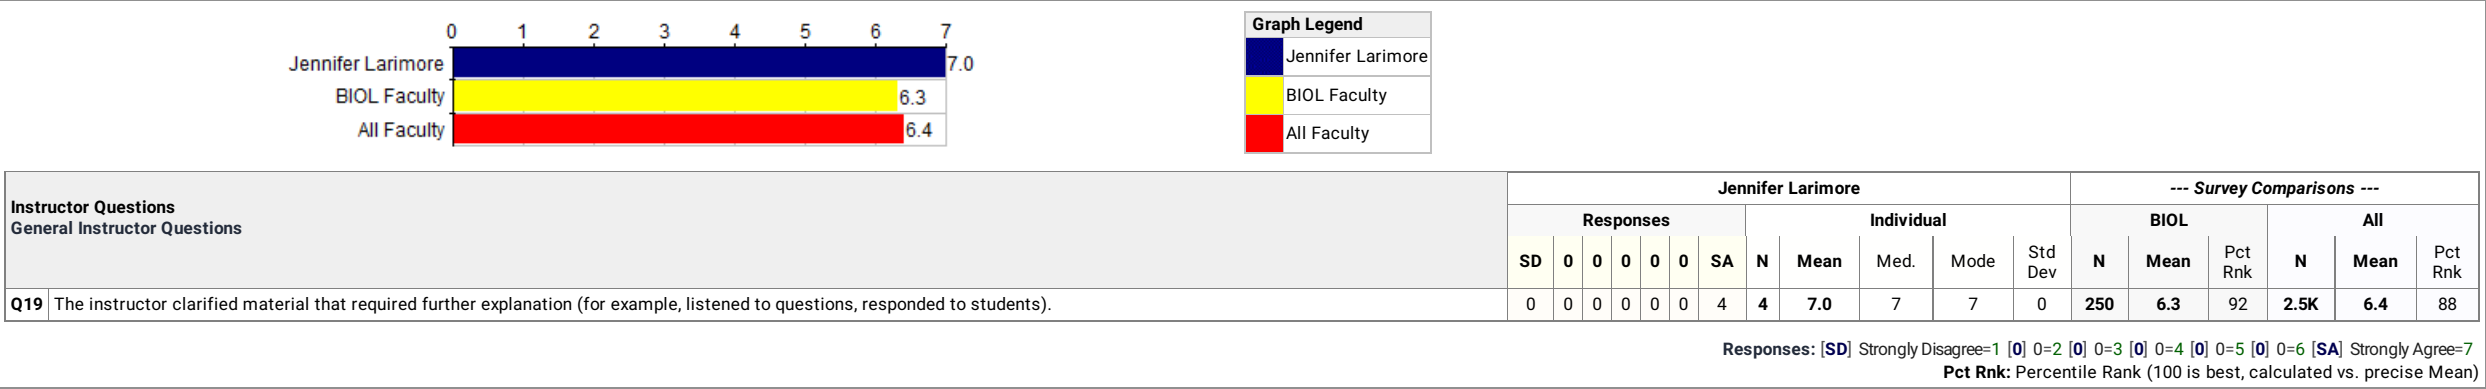 0 1 2 3 4 5 6 7
Jennifer Larimore 7.0
BIOL Faculty 6.3
All Faculty 6.4
Graph Legend
Jennifer Larimore
BIOL Faculty
All Faculty
Instructor Questions
General Instructor Questions
Jennifer Larimore --- Survey Comparisons ---
Responses Individual BIOL All
SD 0 0 0 0 0 SA N Mean Med. Mode Std Dev N Mean Pct Rnk N Mean Pct Rnk
Q19 The instructor clarified material that required further explanation (for example, listened to questions, responded to students). 0 0 0 0 0 0 4 4 7.0 7 7 0 250 6.3 92 2.5K 6.4 88
Responses: [SD] Strongly Disagree=1 [0] 0=2 [0] 0=3 [0] 0=4 [0] 0=5 [0] 0=6 [SA] Strongly Agree=7
Pct Rnk: Percentile Rank (100 is best, calculated vs. precise Mean)